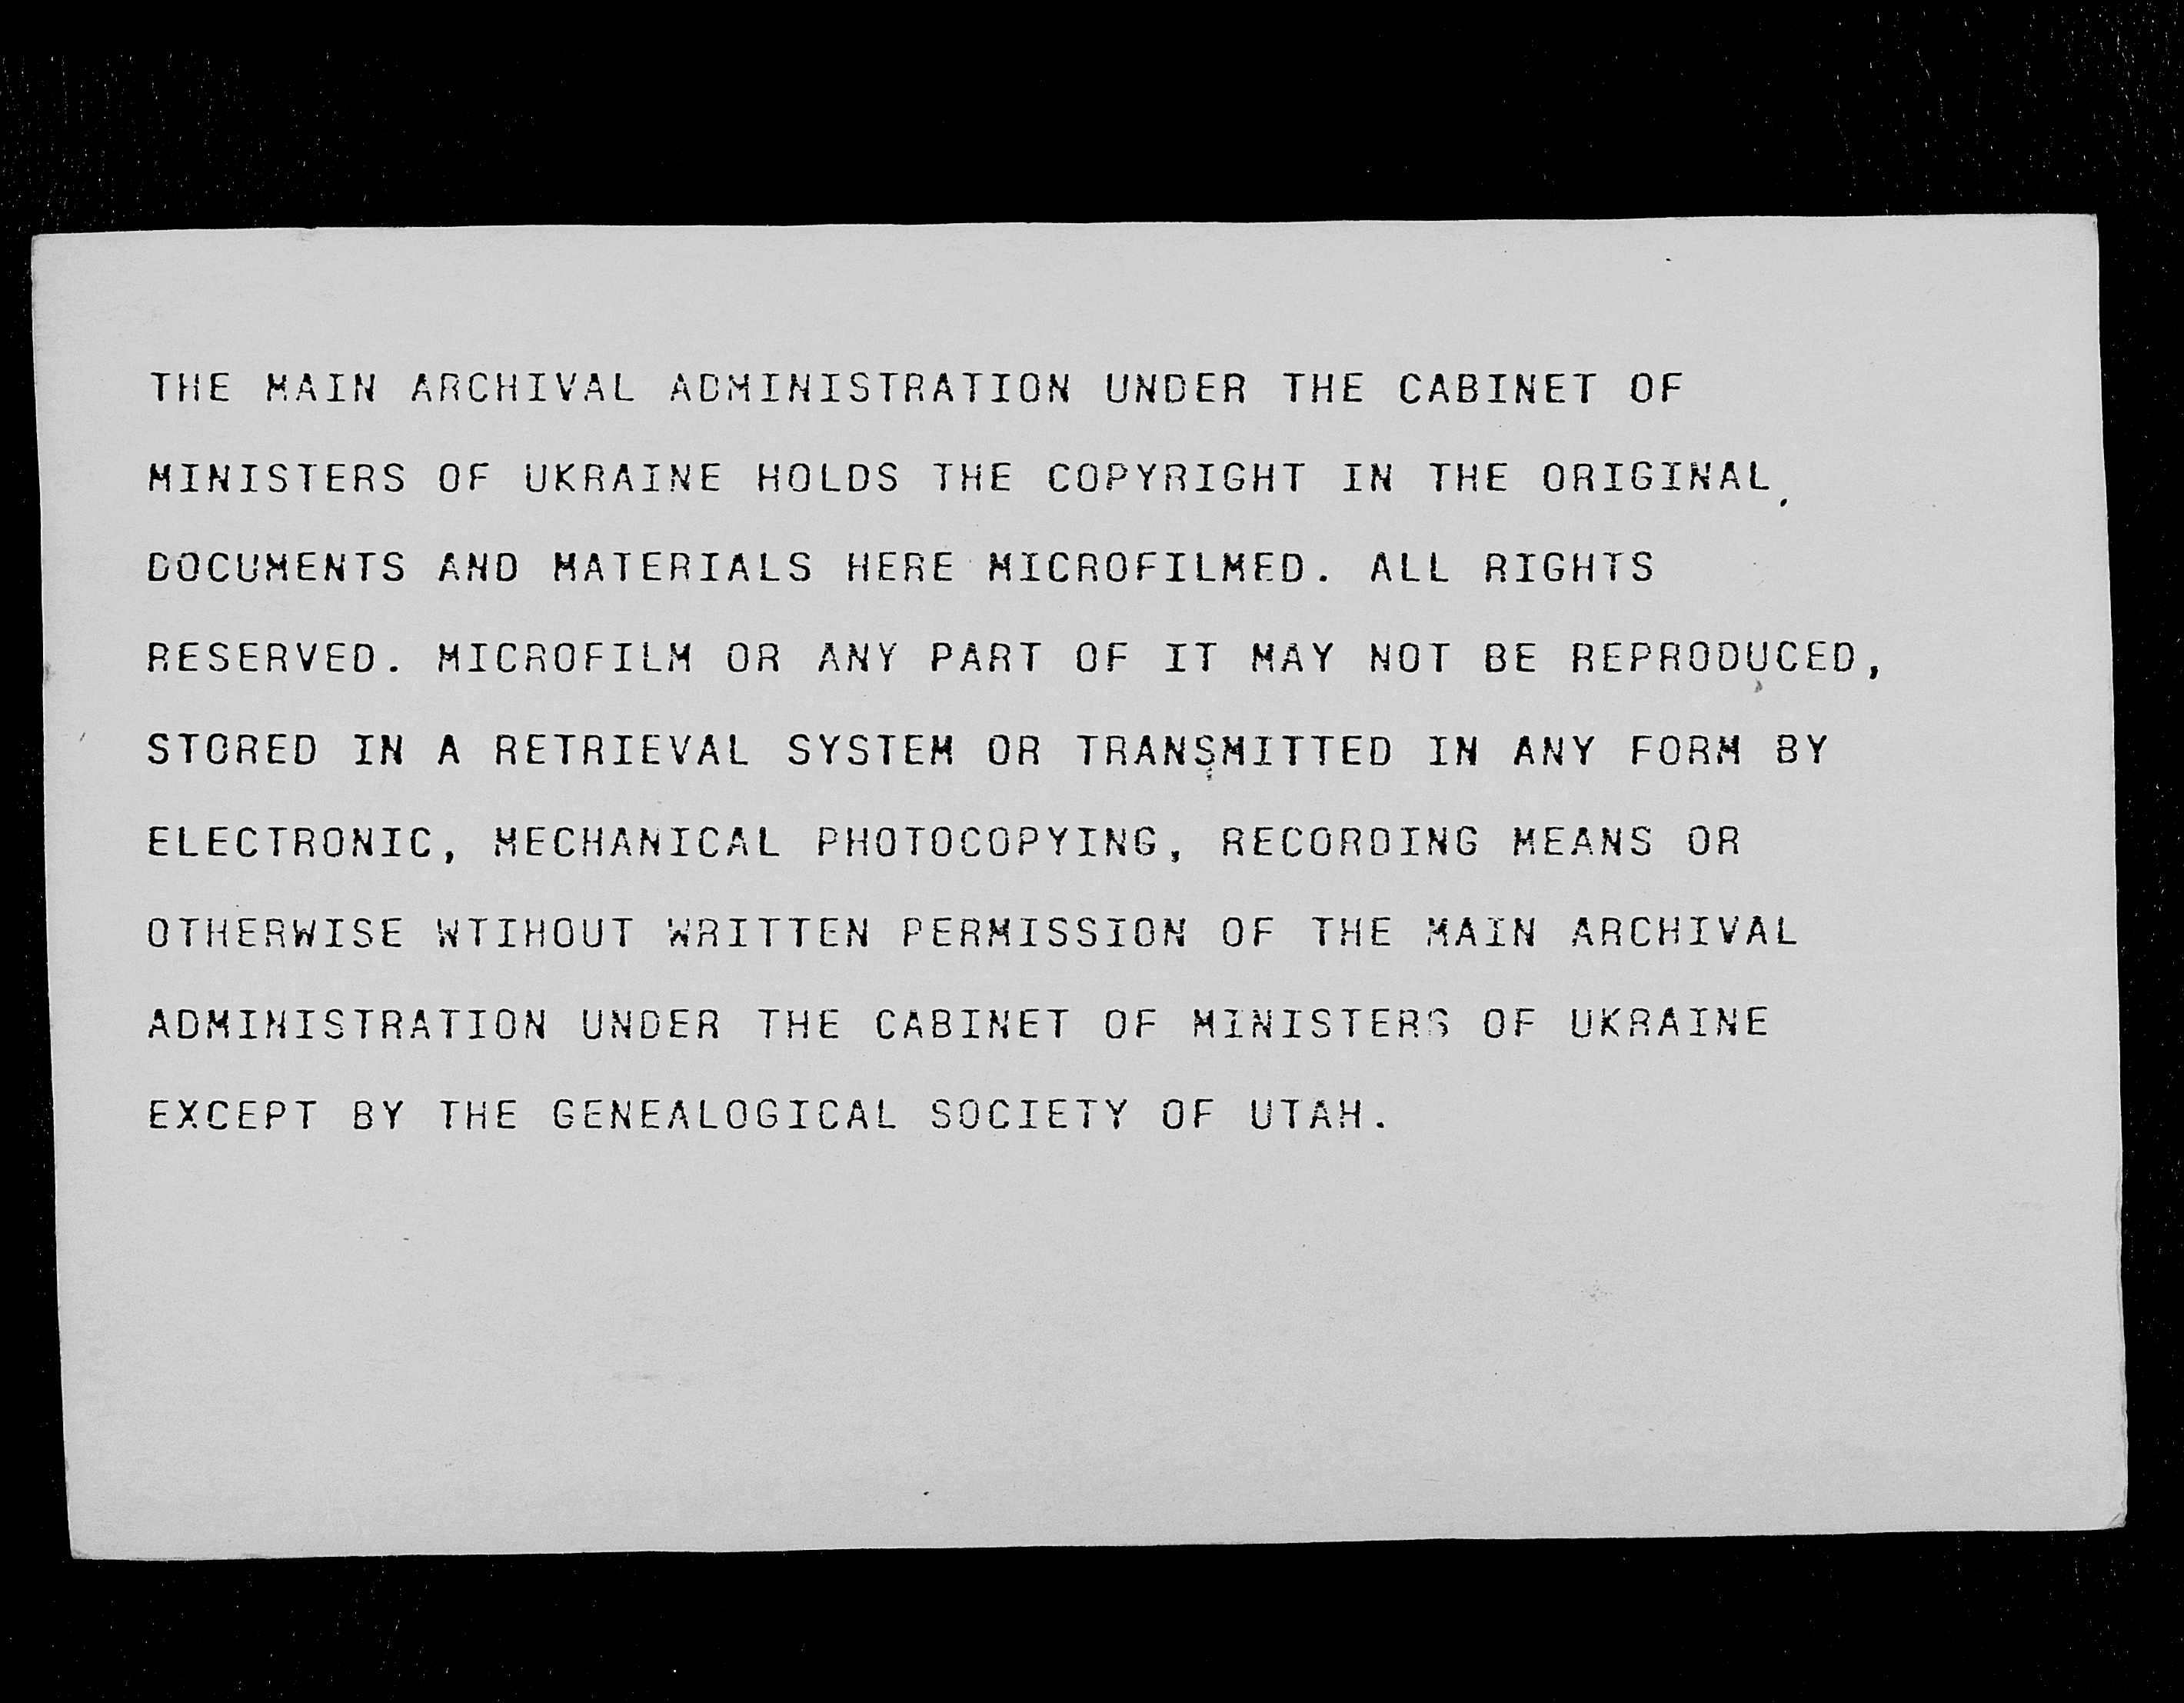 THE MAIN ARCHIVAL ADMINISTRATION UNDER THE CABINET OF
MINISTERS OF UKRAINE HOLDS THE COPYRIGHT IN THE ORIGINAL
DOCUMENTS AND MATERIALS HERE MICROFILMED. ALL RIGHTS
RESERVED. MICROFILM OR ANY PART OF IT MAY NOT BE REPRODUCED,
STORED IN A RETRIEVAL SYSTEM OR TRANSMITTED IN ANY FORM BY
ELECTRONIC, MECHANICAL PHOTOCOPYING, RECORDING MEANS OR
OTHERWISE WTIHOUT WRITTEN PERMISSION OF THE MAIN ARCHIVAL
ADMINISTRATION UNDER THE CABINET OF MINISTERS OF UKRAINE
EXCEPT BY THE GENEALOGICAL SOCIETY OF UTAH.